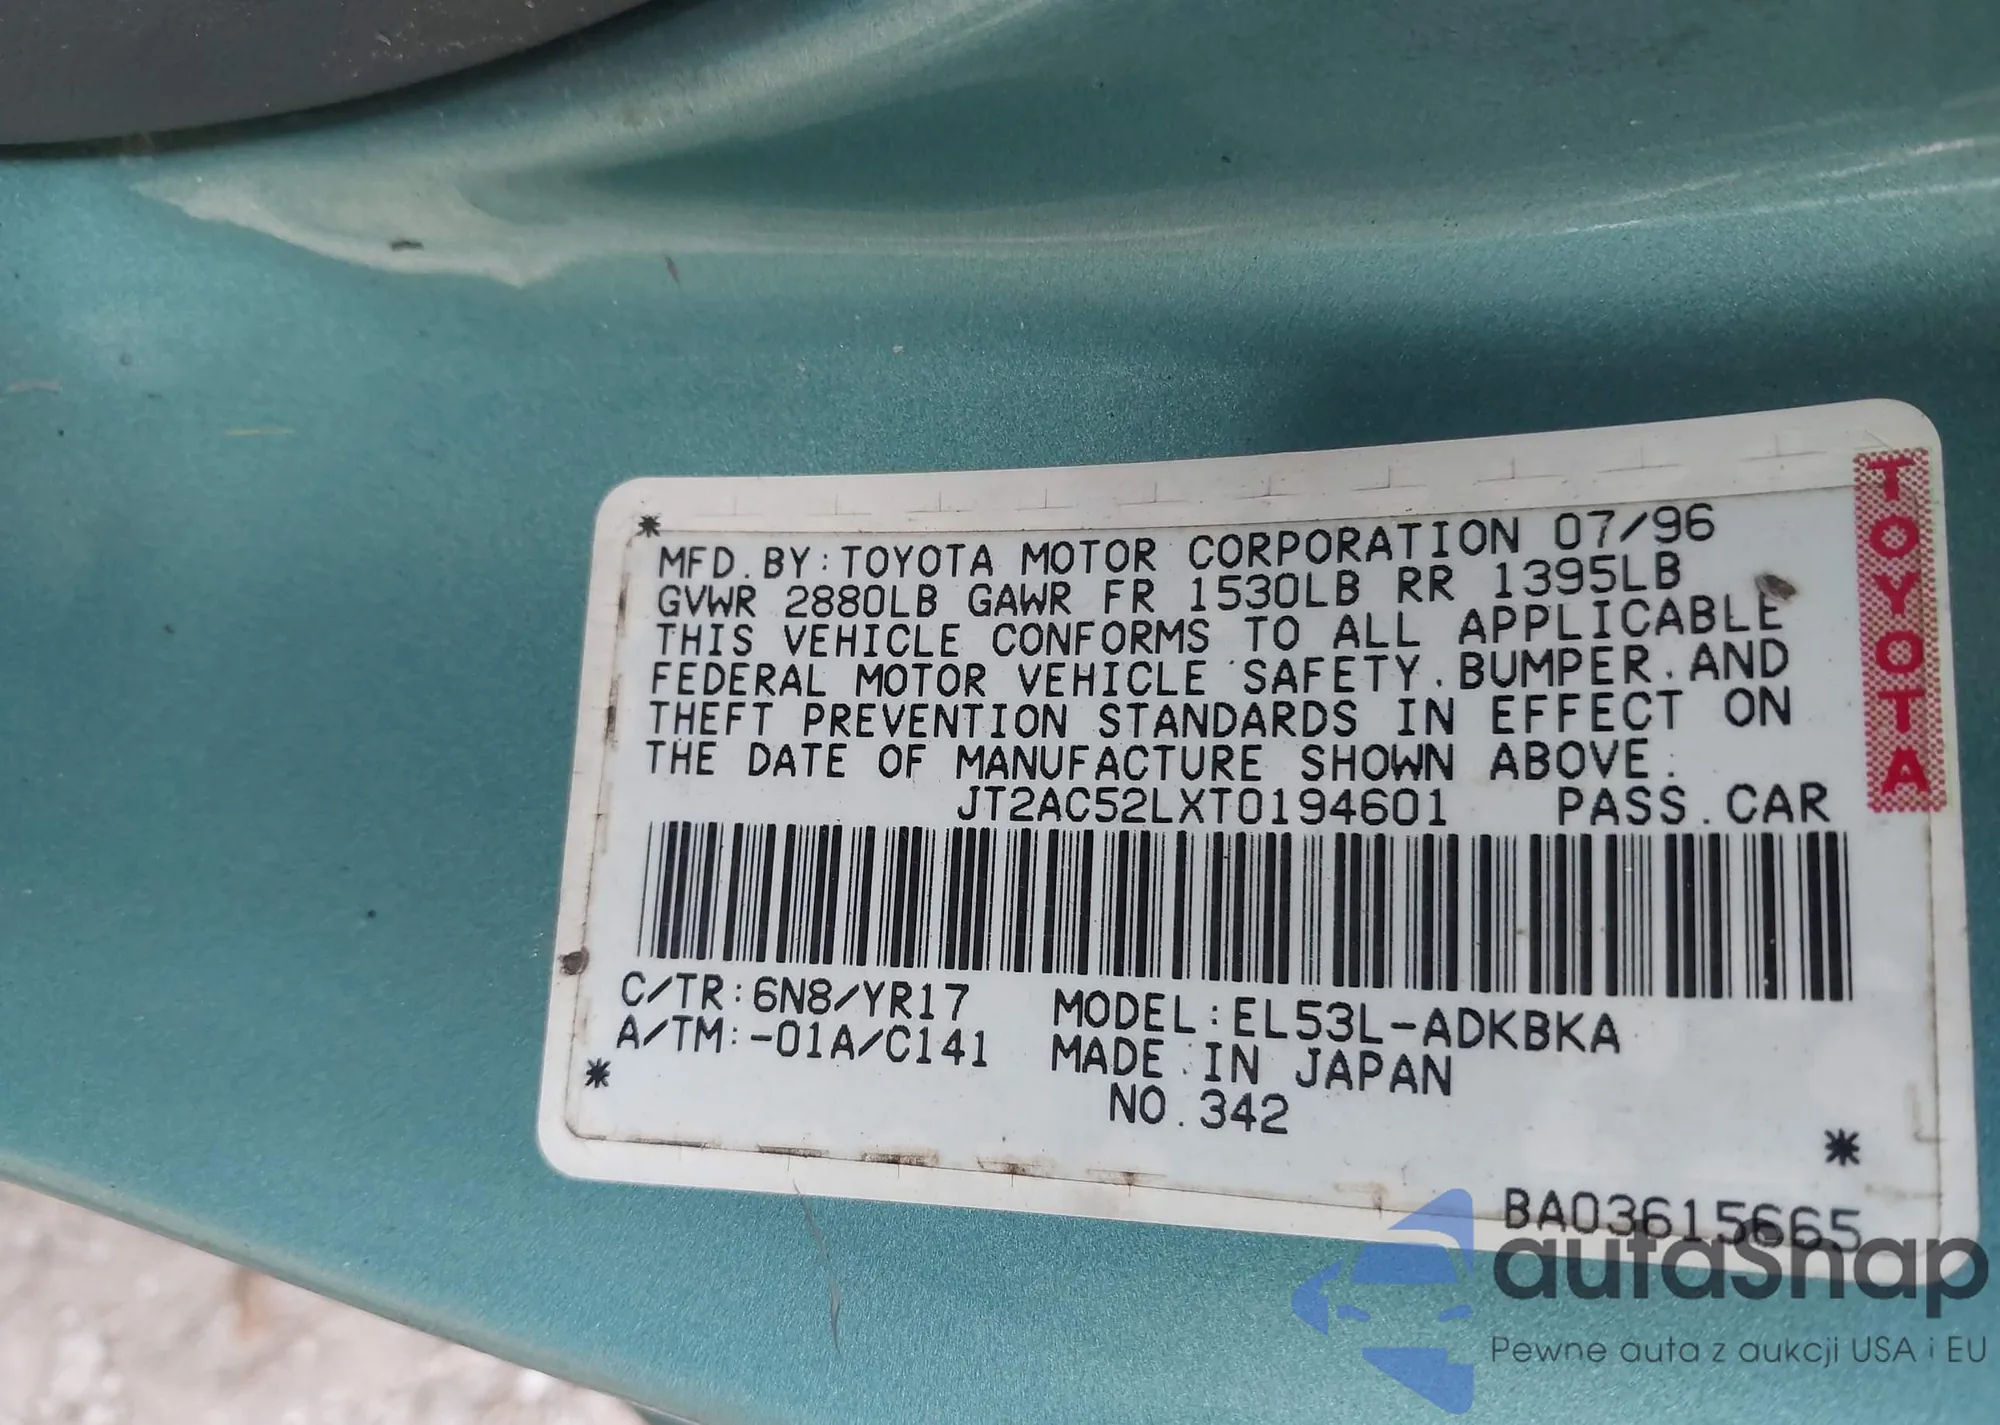 MFD.BY:TOYOTA MOTOR CORPORATION 07/96
GVWR 2880LB GAWR FR 1530LB RR 1395LB
THIS VEHICLE CONFORMS TO ALL APPLICABLE
FEDERAL MOTOR VEHICLE SAFETY.BUMPER.AND
THEFT PREVENTION STANDARDS IN EFFECT ON
THE DATE OF MANUFACTURE SHOWN ABOVE.
JT2AC52LXT0194601 PASS.CAR
C/TR:6N8/YR17 MODEL:EL53L-ADKBKA
A/TM:-01A/C141 MADE IN JAPAN
NO.342
BA03615665
TOYOTA
autaSnap
Pewne auta z aukcji USA i EU